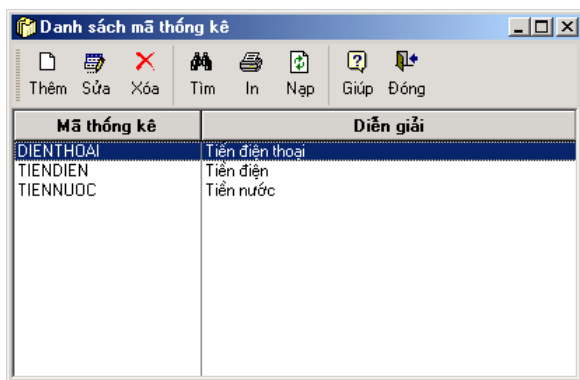 Danh sách mã thống kê
Thêm Sửa Xóa Tìm In Nạp Giúp Đóng
Mã thống kê Diễn giải
DIENTHOAI Tiền điện thoại
TIENDIEN Tiền điện
TIENNUOC Tiền nước